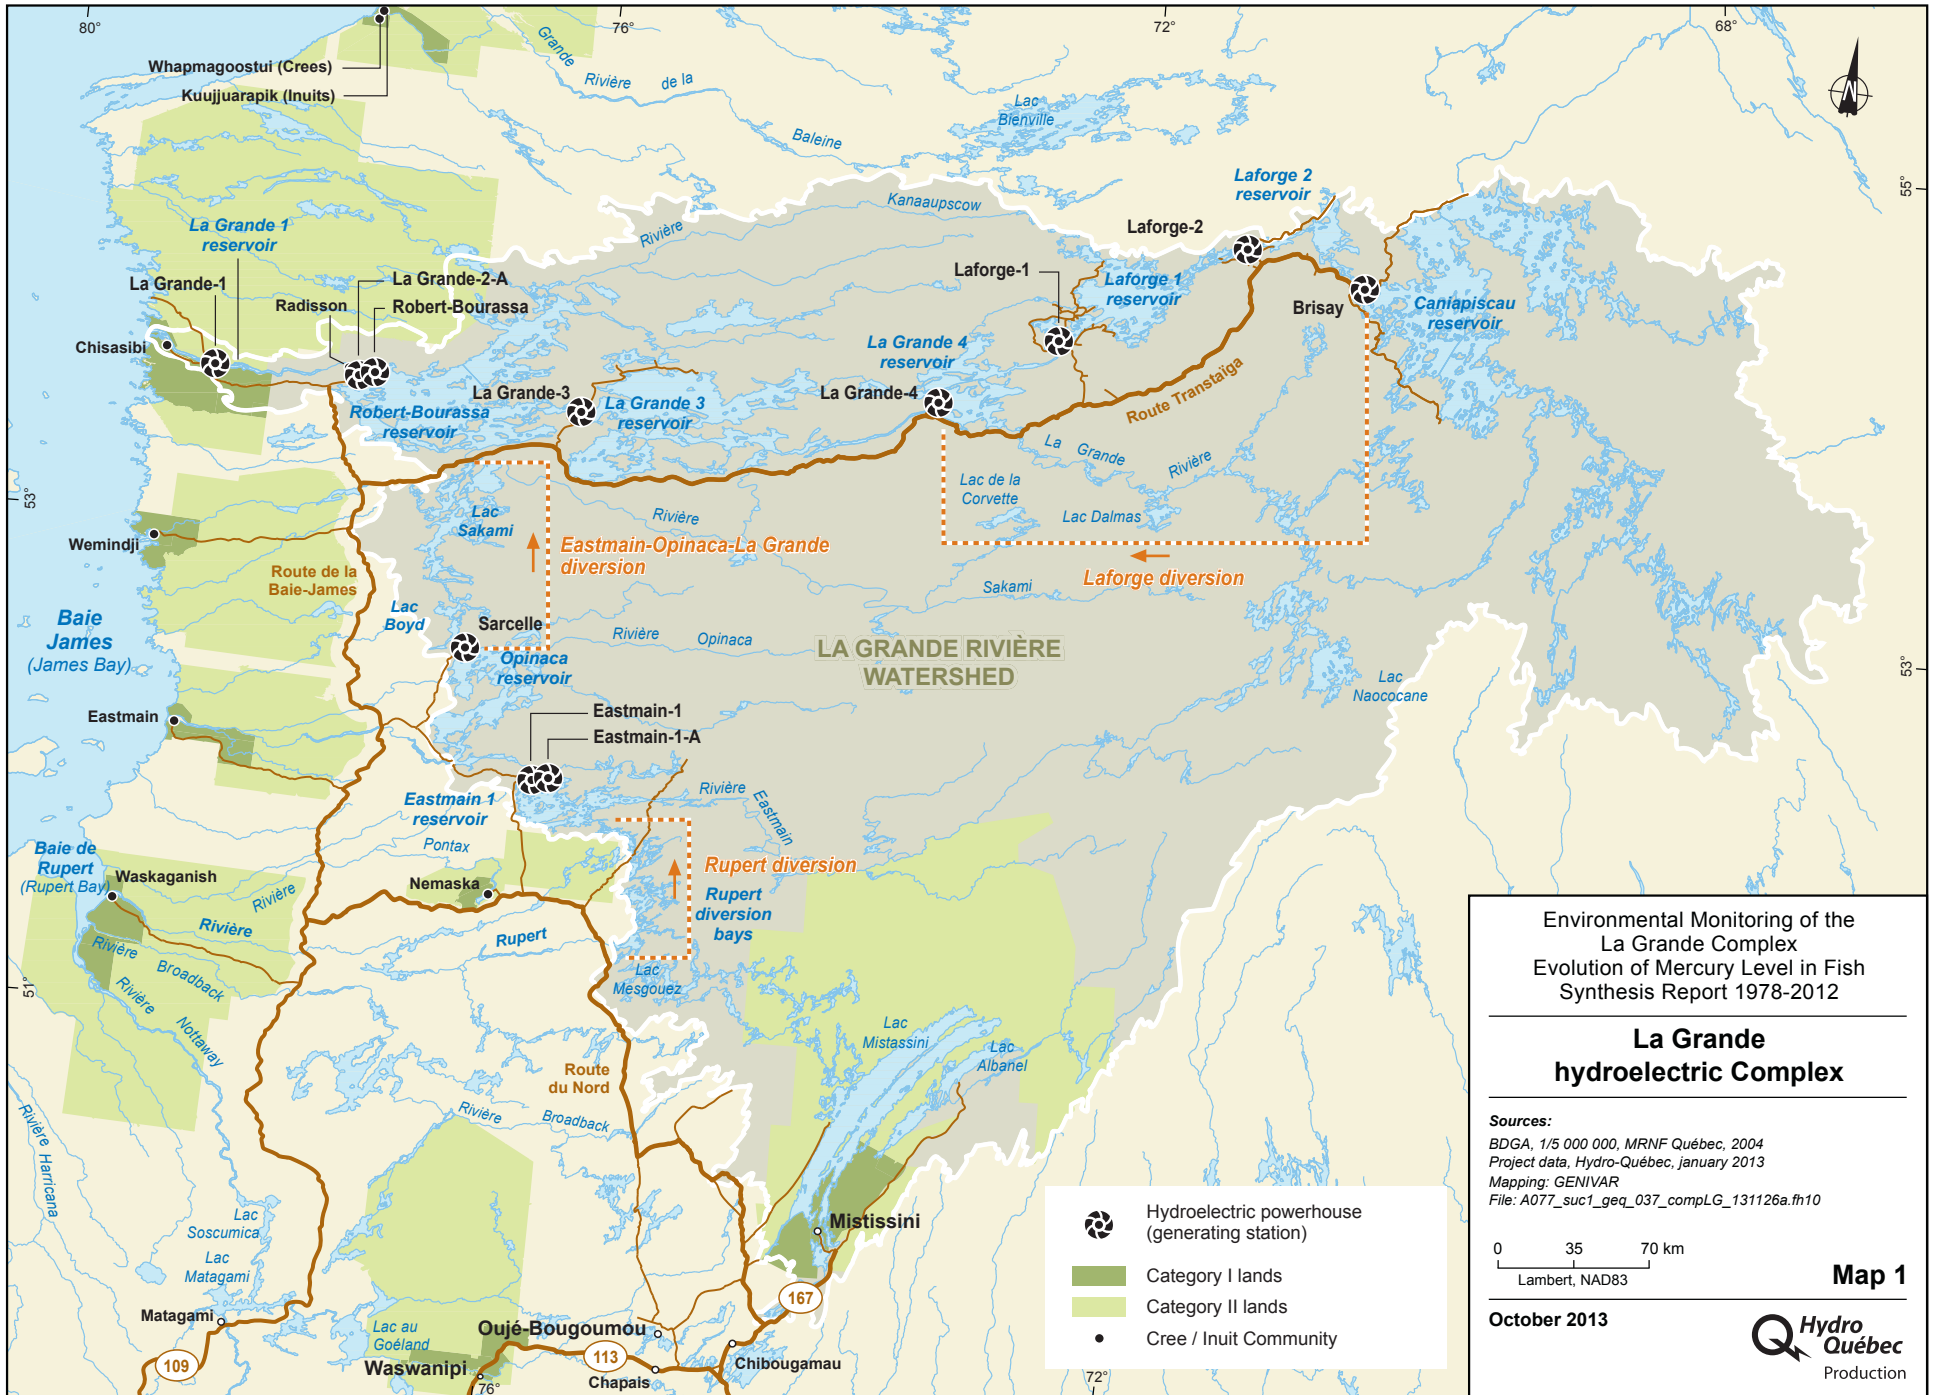 80°
76°
72°
68°
Whapmagoostui (Crees)
Kuujjuarapik (Inuits)
Grande
Rivière
de la
Baleine
Lac
Bienville
N
55°
Laforge 2
reservoir
Laforge-2
Kanaaupscow
Rivière
La Grande 1
reservoir
La Grande-1
La Grande-2-A
Radisson
Robert-Bourassa
Chisasibi
Laforge-1
Laforge 1
reservoir
Brisay
Caniapiscau
reservoir
La Grande 4
reservoir
La Grande-4
La Grande-3
La Grande 3
reservoir
Robert-Bourassa
reservoir
Route Transtaïga
La
Grande
Rivière
Lac de la
Corvette
Lac Dalmas
53°
Lac
Sakami
Rivière
Wemindji
Eastmain-Opinaca-La Grande
diversion
Laforge diversion
Route de la
Baie-James
Sakami
Baie
James
(James Bay)
Lac
Boyd
Sarcelle
Rivière
Opinaca
LA GRANDE RIVIÈRE
WATERSHED
Opinaca
reservoir
53°
Lac
Naococane
Eastmain
Eastmain-1
Eastmain-1-A
Eastmain 1
reservoir
Rivière
Eastmain
Pontax
Rivière
Baie de
Rupert
(Rupert Bay)
Waskaganish
Nemaska
Rupert diversion
Rupert
diversion
bays
Rivière
Rupert
Rivière
Broadback
51°
Rivière
Nottaway
Lac
Mesgouez
Lac
Mistassini
Lac
Albanel
Route
du Nord
Rivière
Broadback
Rivière Harricana
Lac
Soscumica
Lac
Matagami
Matagami
109
Lac au
Goéland
Oujé-Bougoumou
Waswanipi
113
Chapais
Chibougamau
167
Mistissini
76°
72°
Hydroelectric powerhouse
(generating station)
Category I lands
Category II lands
Cree / Inuit Community
Environmental Monitoring of the
La Grande Complex
Evolution of Mercury Level in Fish
Synthesis Report 1978-2012
La Grande
hydroelectric Complex
Sources:
BDGA, 1/5 000 000, MRNF Québec, 2004
Project data, Hydro-Québec, january 2013
Mapping: GENIVAR
File: A077_suc1_geq_037_compLG_131126a.fh10
0 35 70 km
Lambert, NAD83
Map 1
October 2013
Hydro
Québec
Production